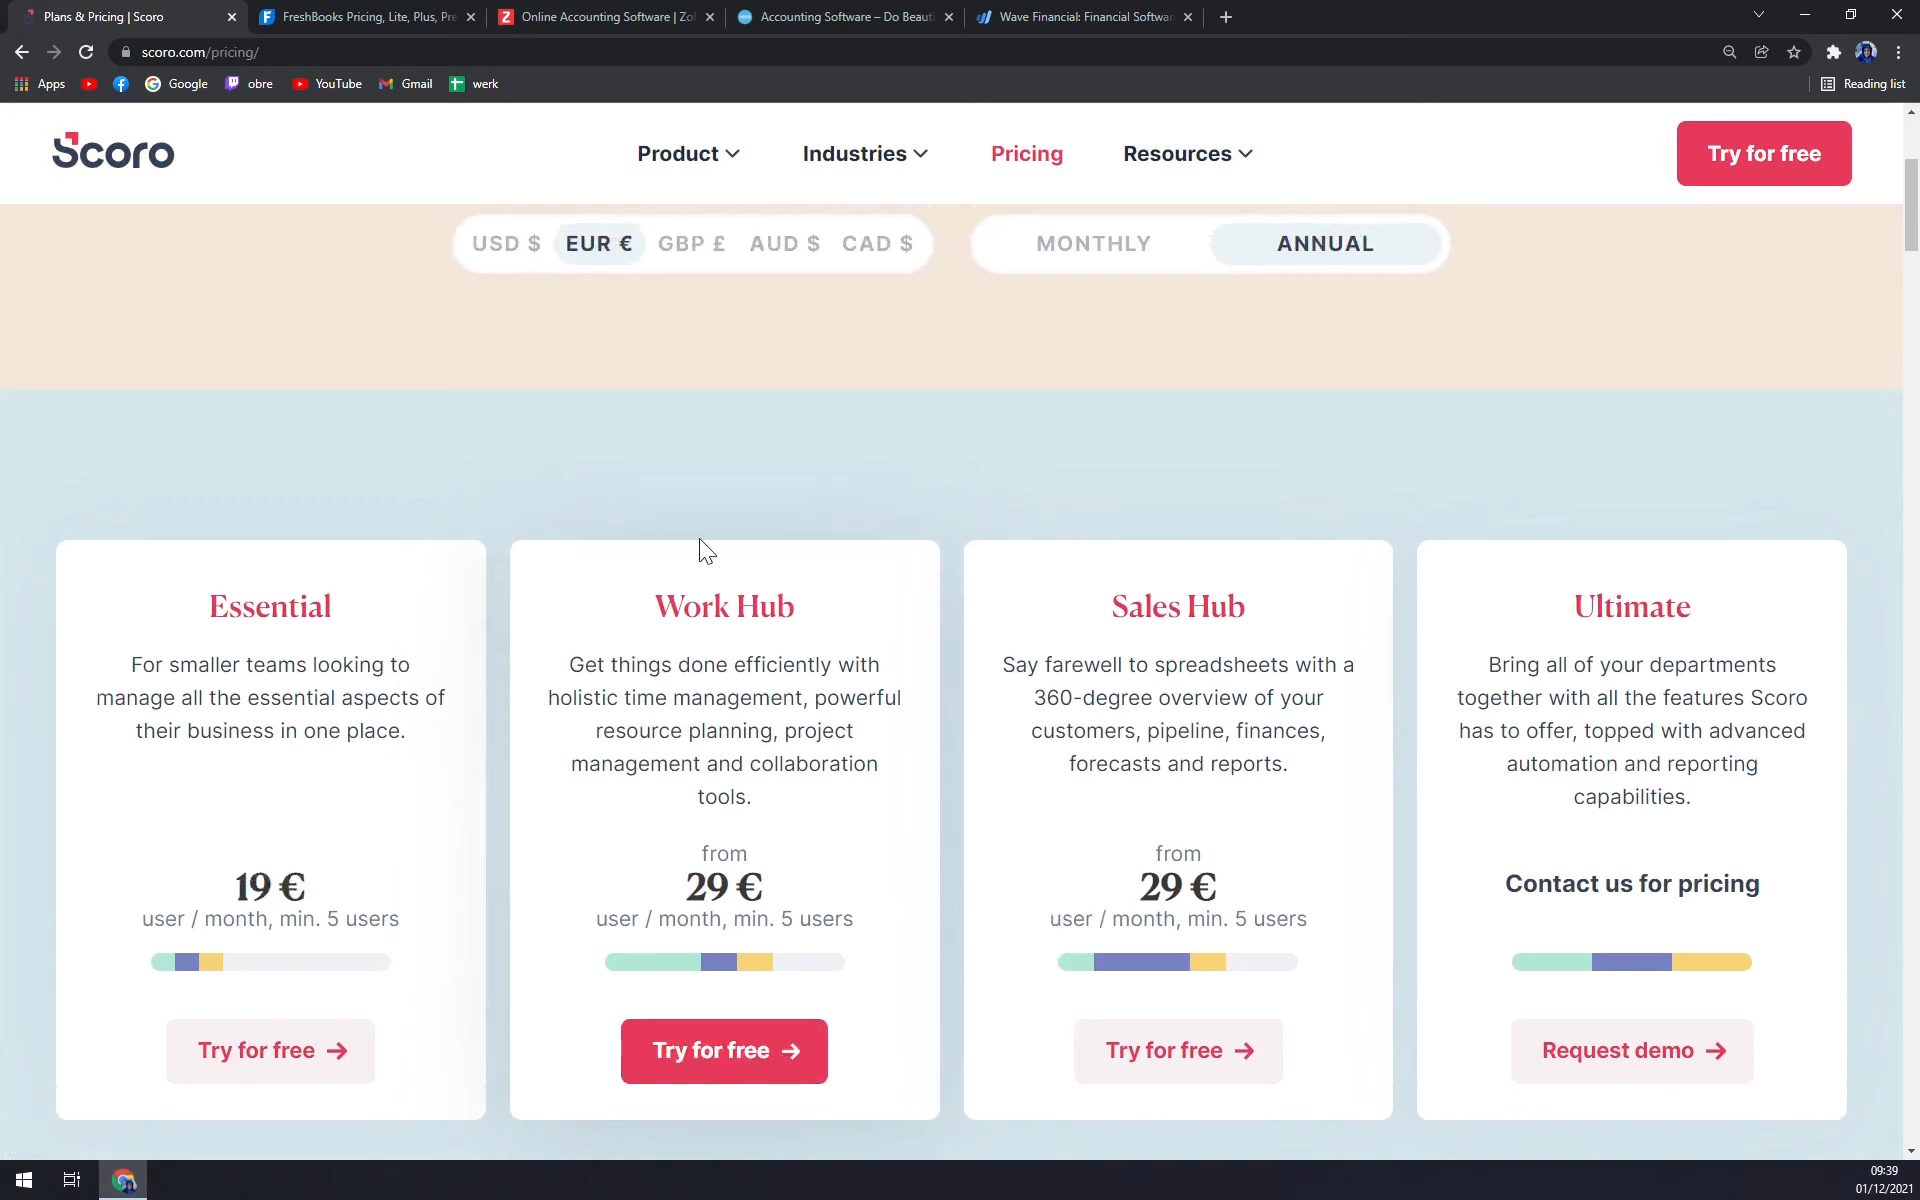 Plans & Pricing | Scoro
FreshBooks Pricing, Lite, Plus, Pre
Online Accounting Software | Zol
Accounting Software – Do Beauti
Wave Financial: Financial Softwar
scoro.com/pricing/
Apps
Google
obre
YouTube
Gmail
werk
Reading list
Scoro
Product
Industries
Pricing
Resources
Try for free
USD $ EUR € GBP £ AUD $ CAD $
MONTHLY ANNUAL
Essential
For smaller teams looking to
manage all the essential aspects of
their business in one place.
19 €
user / month, min. 5 users
Try for free →
Work Hub
Get things done efficiently with
holistic time management, powerful
resource planning, project
management and collaboration
tools.
from
29 €
user / month, min. 5 users
Try for free →
Sales Hub
Say farewell to spreadsheets with a
360-degree overview of your
customers, pipeline, finances,
forecasts and reports.
from
29 €
user / month, min. 5 users
Try for free →
Ultimate
Bring all of your departments
together with all the features Scoro
has to offer, topped with advanced
automation and reporting
capabilities.
Contact us for pricing
Request demo →
09:39
01/12/2021